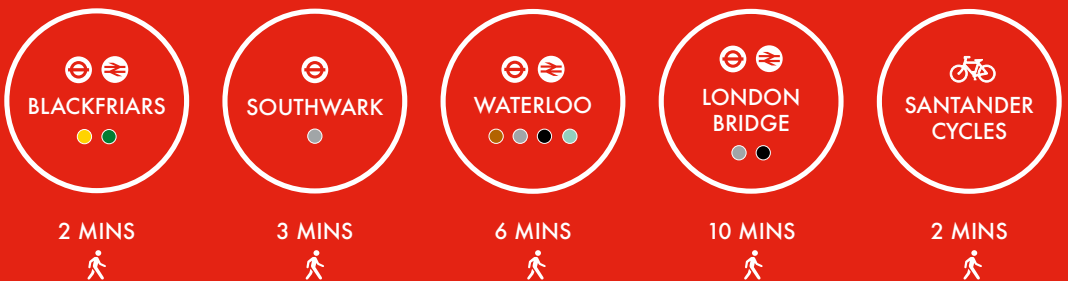 BLACKFRIARS
SOUTHWARK
WATERLOO
LONDON
BRIDGE
SANTANDER
CYCLES
2 MINS
3 MINS
6 MINS
10 MINS
2 MINS